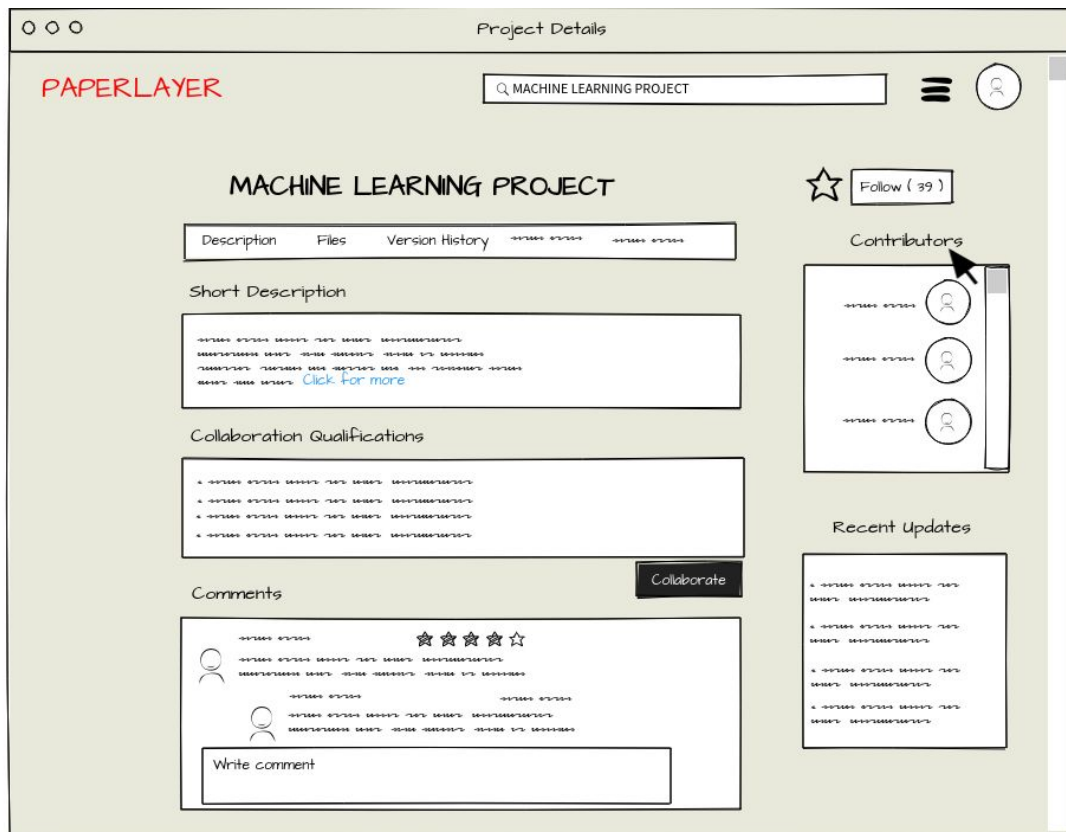 Project Details
PAPERLAYER
MACHINE LEARNING PROJECT
MACHINE LEARNING PROJECT
Follow ( 39 )
Description Files Version History
Contributors
Short Description
Click for more
Collaboration Qualifications
Collaborate
Recent Updates
Comments
Write comment